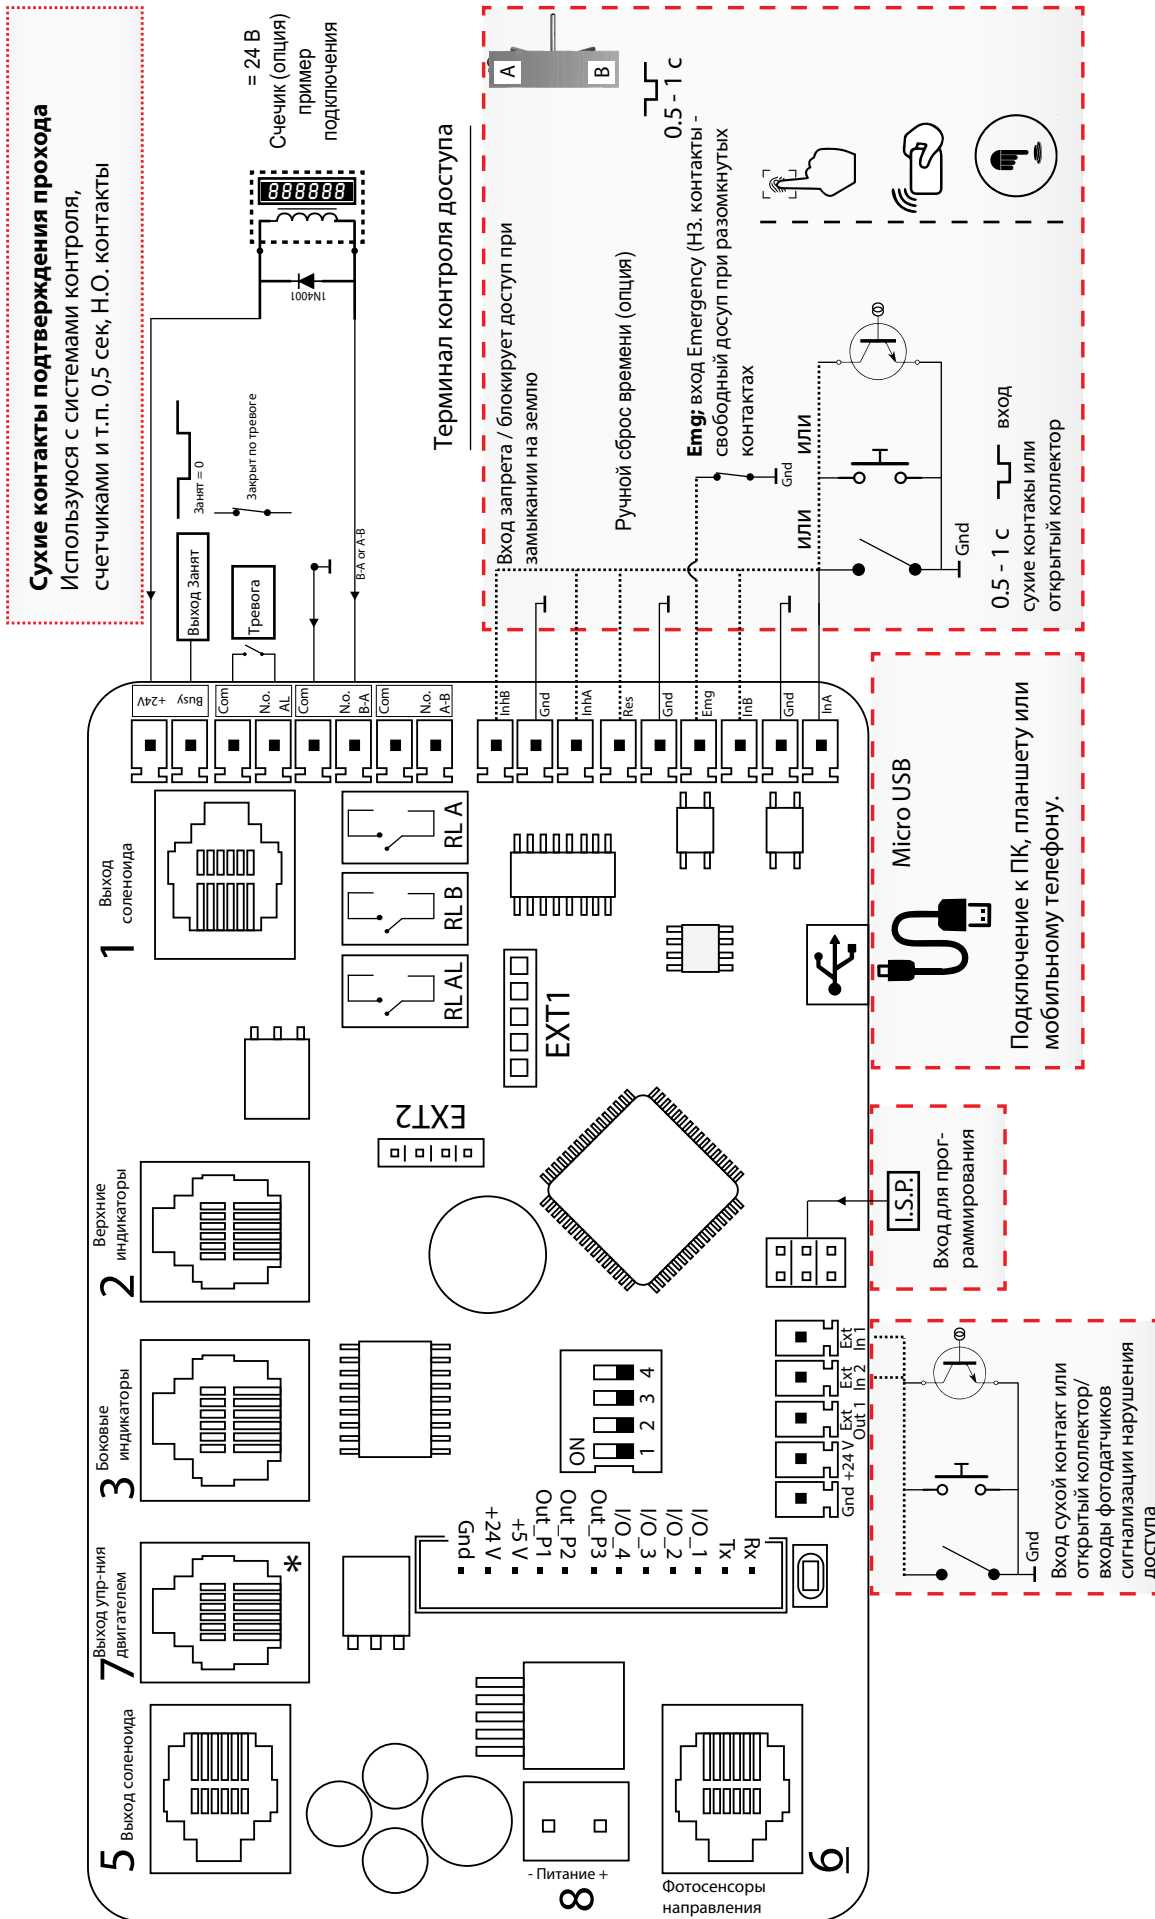 Сухие контакты подтверждения прохода
Используюся с системами контроля,
счетчиками и т.п. 0,5 сек, Н.О. контакты
= 24 В
Счечик (опция)
пример
подключения
888888
1N4001
Занят = 0
Закрыт по тревоге
Выход Занят
Тревога
B-A or A-B
+24V
Busy
Com
N.o.
AL
Com
N.o.
B-A
Com
N.o.
A-B
Терминал контроля доступа
A
B
0.5 - 1 с
Вход запрета / блокирует доступ при
замыкании на землю
Ручной сброс времени (опция)
Emg; вход Emergency (НЗ. контакты -
свободный досуп при разомкнутых
контактах
Gnd
ИЛИ
ИЛИ
Gnd
0.5 - 1 с
вход
сухие контакы или
открытый коллектор
InhB
Gnd
InhA
Res
Gnd
Emg
InB
Gnd
InA
1
Выход
соленоида
RL A
RL B
RL AL
EXT1
EXT2
Micro USB
Подключение к ПК, планшету или
мобильному телефону.
2
Верхние
индикаторы
3
Боковые
индикаторы
7
Выход упр-ния
двигателем
*
5
Выход соленоида
I.S.P.
Вход для прог-
раммирования
ON
1 2 3 4
Ext
In 1
Ext
In 2
Ext
Out 1
+24 V
Gnd
Gnd
+24 V
+5 V
Out_P1
Out_P2
Out_P3
I/O_4
I/O_3
I/O_2
I/O_1
Tx
Rx
Gnd
Вход сухой контакт или
открытый коллектор/
входы фотодатчиков
сигнализации нарушения
доступа
- Питание +
8
6
Фотосенсоры
направления